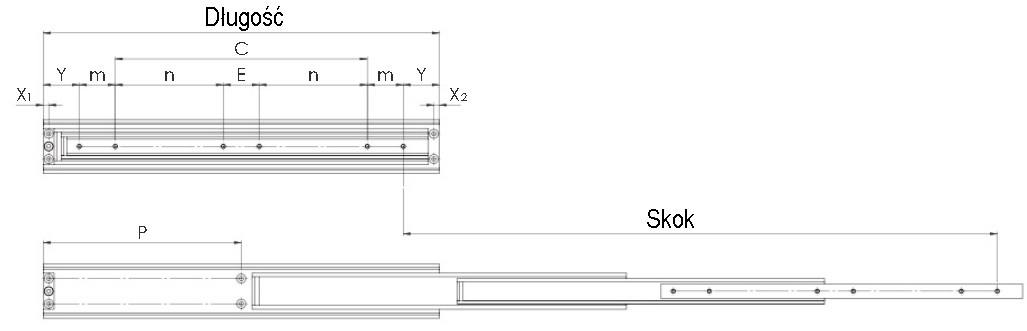 Długość
C
Y m n E n m Y
X1 X2
Skok
P